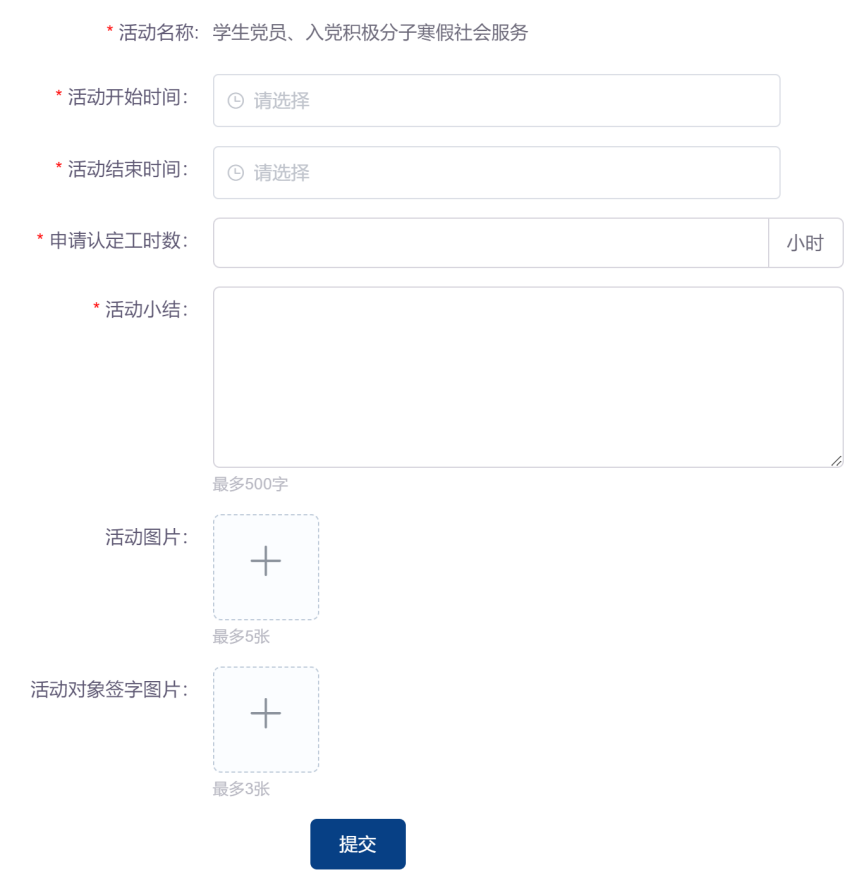 * 活动名称: 学生党员、入党积极分子寒假社会服务
* 活动开始时间: 请选择
* 活动结束时间: 请选择
* 申请认定工时数: 小时
* 活动小结:
最多500字
活动图片:
最多5张
活动对象签字图片:
最多3张
提交